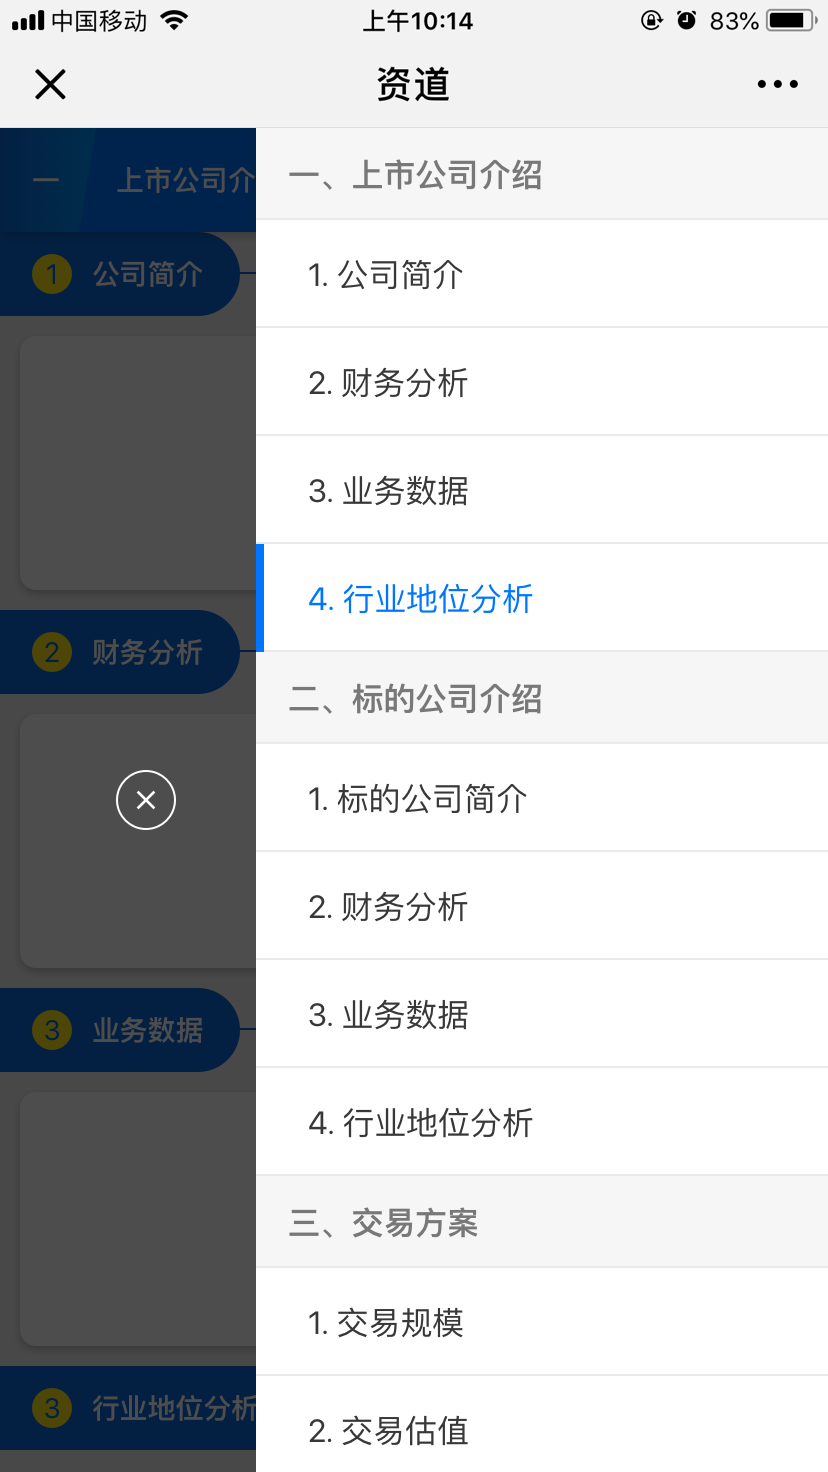 中国移动 上午10:14 83%
资道
一 上市公司介
1 公司简介
2 财务分析
3 业务数据
3 行业地位分析
一、上市公司介绍
1. 公司简介
2. 财务分析
3. 业务数据
4. 行业地位分析
二、标的公司介绍
1. 标的公司简介
2. 财务分析
3. 业务数据
4. 行业地位分析
三、交易方案
1. 交易规模
2. 交易估值